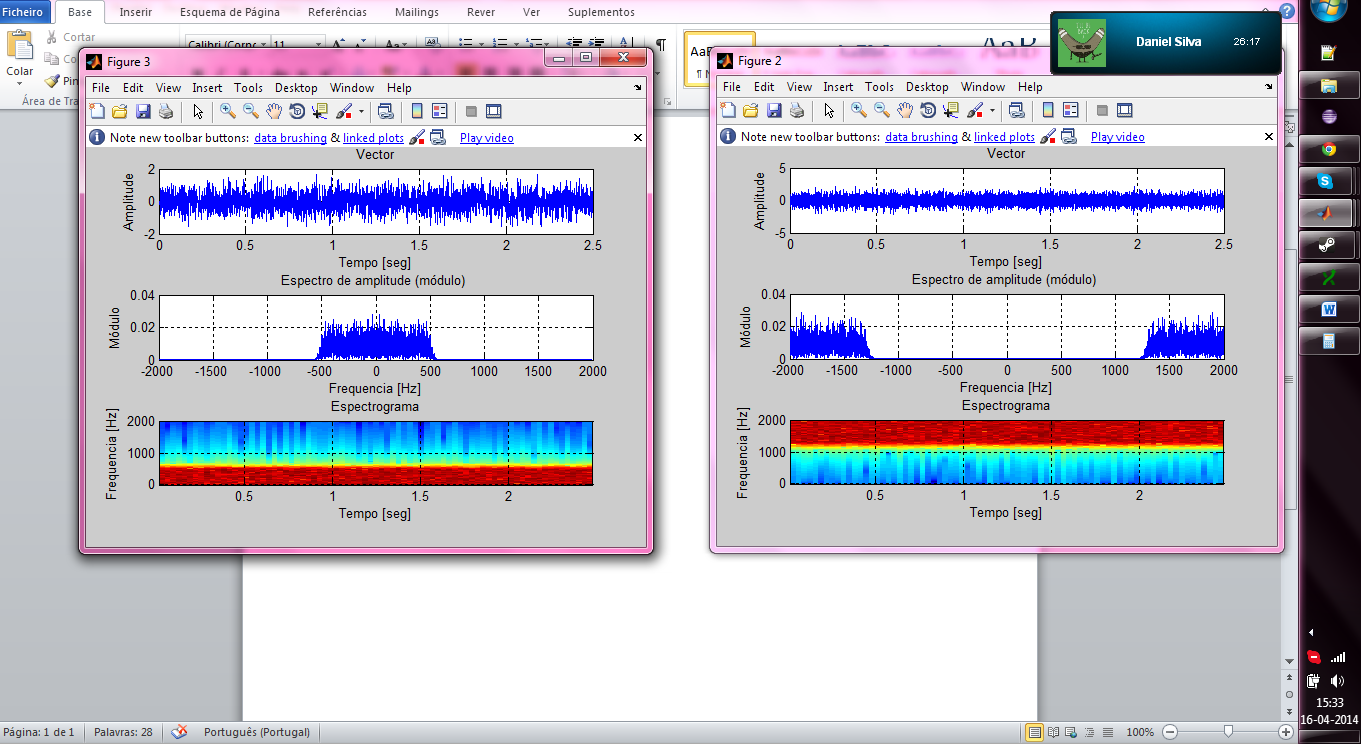 Ficheiro Base Inserir Esquema de Página Referências Mailings Rever Ver Suplementos
Cortar
Colar
Área de Tra
Calibri (Corpo 11
AaB
Daniel Silva 26:17
Figure 3
File Edit View Insert Tools Desktop Window Help
Note new toolbar buttons: data brushing & linked plots Play video
Vector
Amplitude
2
0
-2
0 0.5 1 1.5 2 2.5
Tempo [seg]
Espectro de amplitude (módulo)
Módulo
0.04
0.02
0
-2000 -1500 -1000 -500 0 500 1000 1500 2000
Frequencia [Hz]
Espectrograma
Frequencia [Hz]
2000
1000
0
0.5 1 1.5 2
Tempo [seg]
Figure 2
File Edit View Insert Tools Desktop Window Help
Note new toolbar buttons: data brushing & linked plots Play video
Vector
Amplitude
5
0
-5
0 0.5 1 1.5 2 2.5
Tempo [seg]
Espectro de amplitude (módulo)
Módulo
0.04
0.02
0
-2000 -1500 -1000 -500 0 500 1000 1500 2000
Frequencia [Hz]
Espectrograma
Frequencia [Hz]
2000
1000
0
0.5 1 1.5 2
Tempo [seg]
Página: 1 de 1 Palavras: 28 Português (Portugal) 100%
15:33
16-04-2014